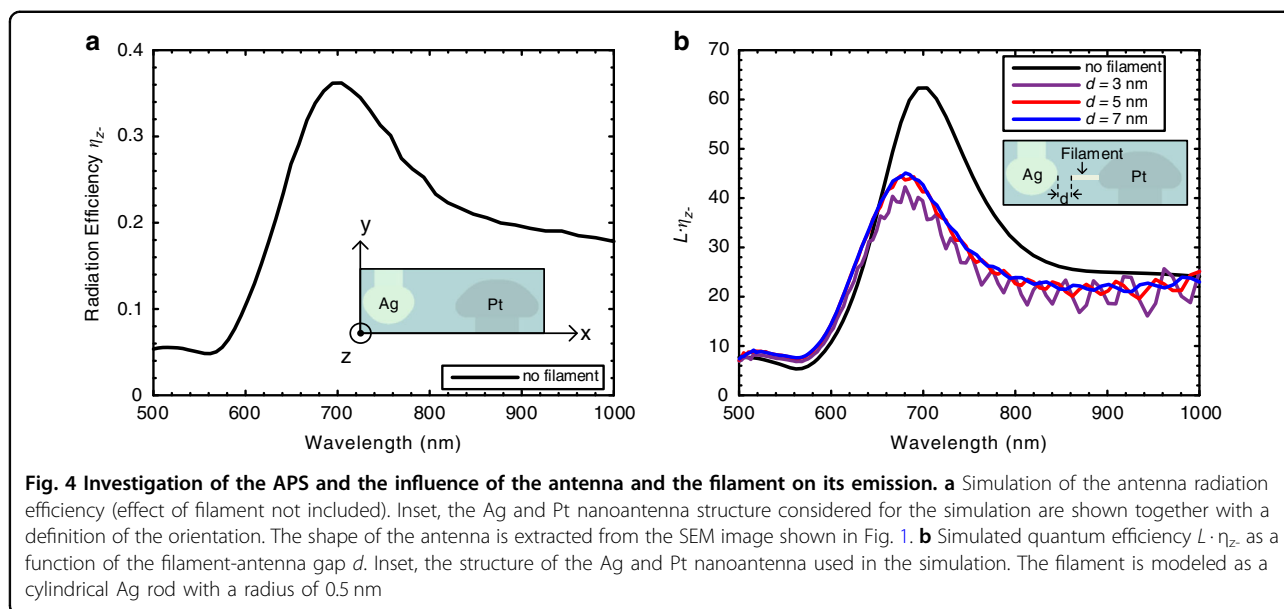 a
0.4
0.3
0.2
0.1
0
Radiation Efficiency ηz-
y
Ag
Pt
x
z
no filament
500 600 700 800 900 1000
Wavelength (nm)
b
70
60
50
40
30
20
10
0
L·ηz-
no filament
d = 3 nm
d = 5 nm
d = 7 nm
Filament
Ag
Pt
d
500 600 700 800 900 1000
Wavelength (nm)
Fig. 4 Investigation of the APS and the influence of the antenna and the filament on its emission. a Simulation of the antenna radiation
efficiency (effect of filament not included). Inset, the Ag and Pt nanoantenna structure considered for the simulation are shown together with a
definition of the orientation. The shape of the antenna is extracted from the SEM image shown in Fig. 1. b Simulated quantum efficiency L · ηz- as a
function of the filament-antenna gap d. Inset, the structure of the Ag and Pt nanoantenna used in the simulation. The filament is modeled as a
cylindrical Ag rod with a radius of 0.5 nm